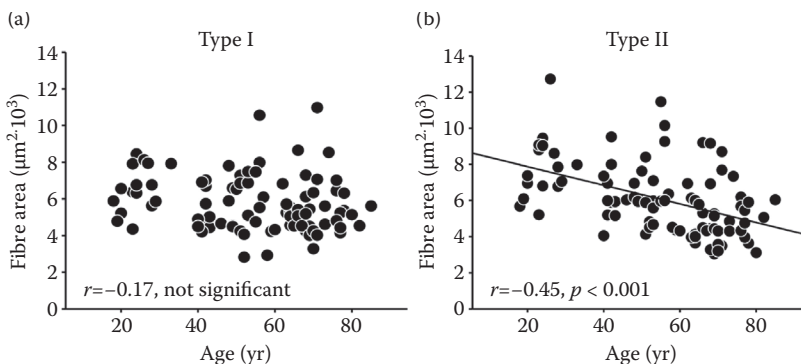 (a)
Type I
14
12
10
8
6
4
2
0
Fibre area (μm²·10³)
r=−0.17, not significant
20 40 60 80
Age (yr)
(b)
Type II
14
12
10
8
6
4
2
0
Fibre area (μm²·10³)
r=−0.45, p < 0.001
20 40 60 80
Age (yr)